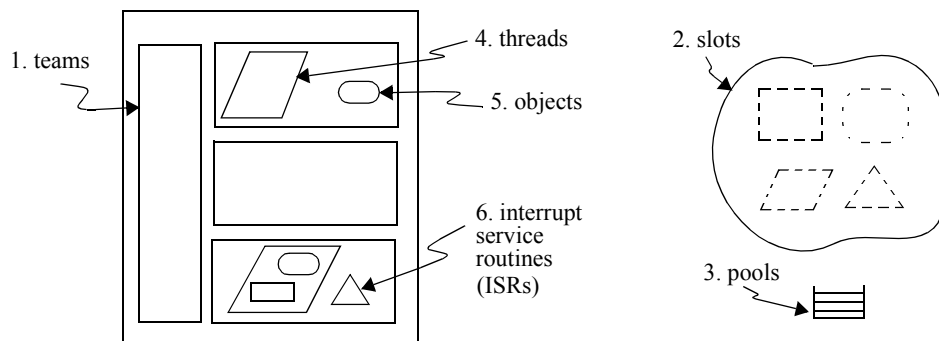 1. teams
4. threads
5. objects
6. interrupt
service
routines
(ISRs)
2. slots
3. pools